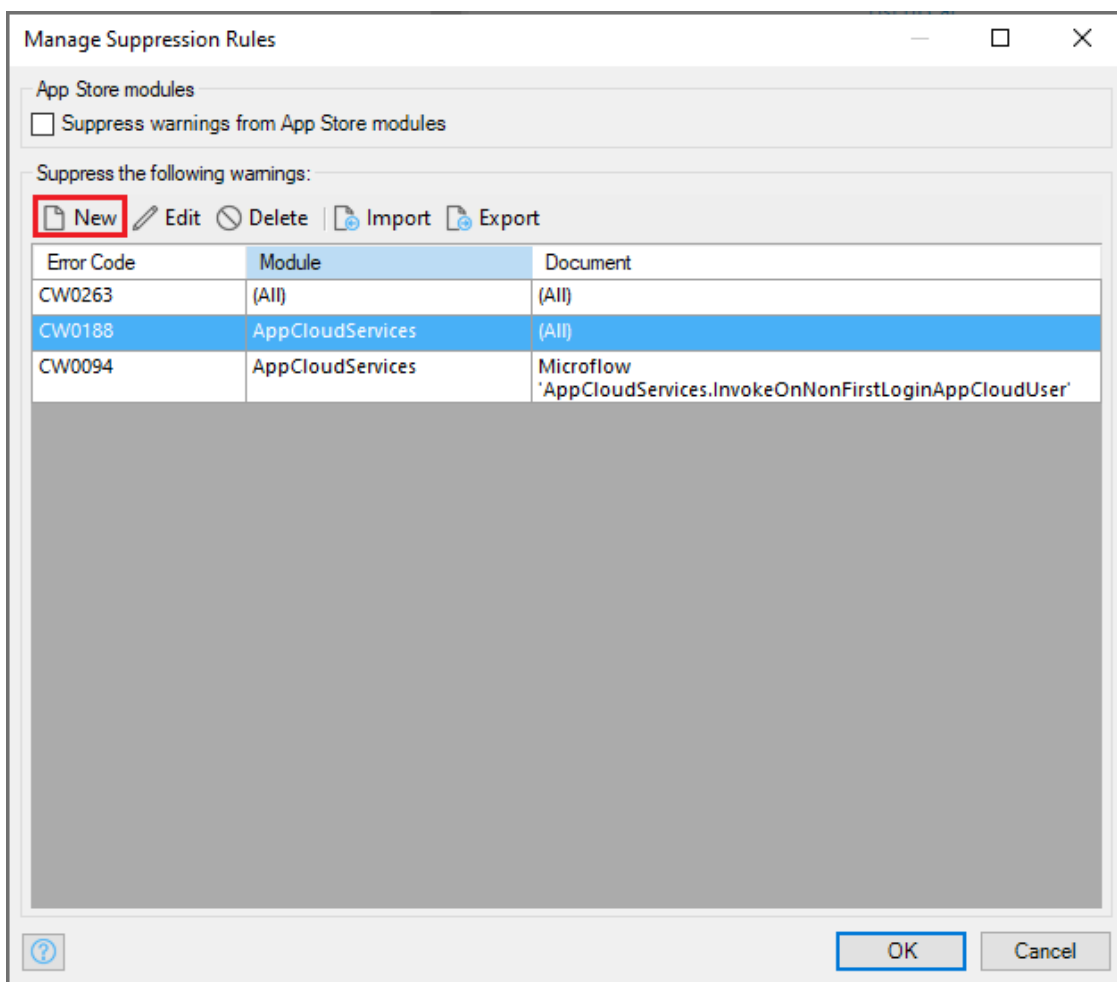 Manage Suppression Rules
App Store modules
Suppress warnings from App Store modules
Suppress the following warnings:
New Edit Delete Import Export
Error Code Module Document
CW0263 (All) (All)
CW0188 AppCloudServices (All)
CW0094 AppCloudServices Microflow
'AppCloudServices.InvokeOnNonFirstLoginAppCloudUser'
?
OK Cancel